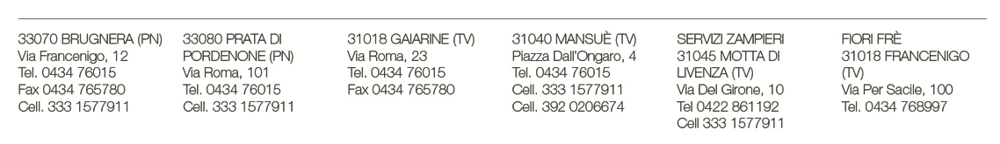 33070 BRUGNERA (PN)
Via Francenigo, 12
Tel. 0434 76015
Fax 0434 765780
Cell. 333 1577911
33080 PRATA DI
PORDENONE (PN)
Via Roma, 101
Tel. 0434 76015
Cell. 333 1577911
31018 GAIARINE (TV)
Via Roma, 23
Tel. 0434 76015
Fax 0434 765780
31040 MANSUÈ (TV)
Piazza Dall'Ongaro, 4
Tel. 0434 76015
Cell. 333 1577911
Cell. 392 0206674
SERVIZI ZAMPIERI
31045 MOTTA DI
LIVENZA (TV)
Via Del Girone, 10
Tel 0422 861192
Cell 333 1577911
FIORI FRÈ
31018 FRANCENIGO
(TV)
Via Per Sacile, 100
Tel. 0434 768997